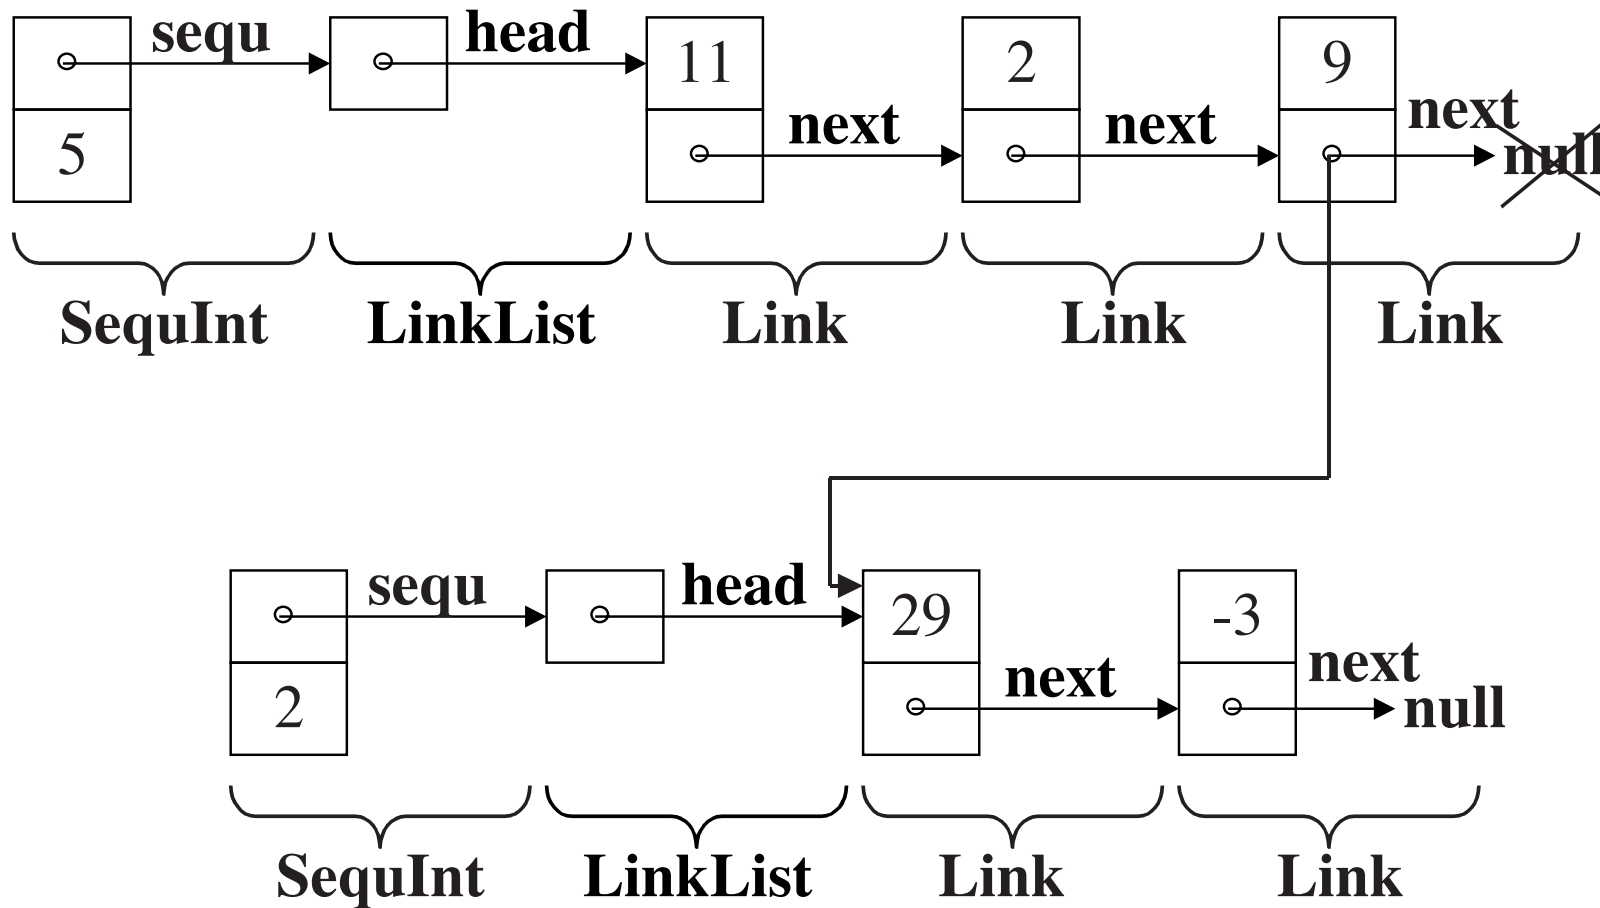 sequ head 11 2 9
5 next next next null
SequInt LinkList Link Link Link
sequ head 29 -3
2 next next null
SequInt LinkList Link Link